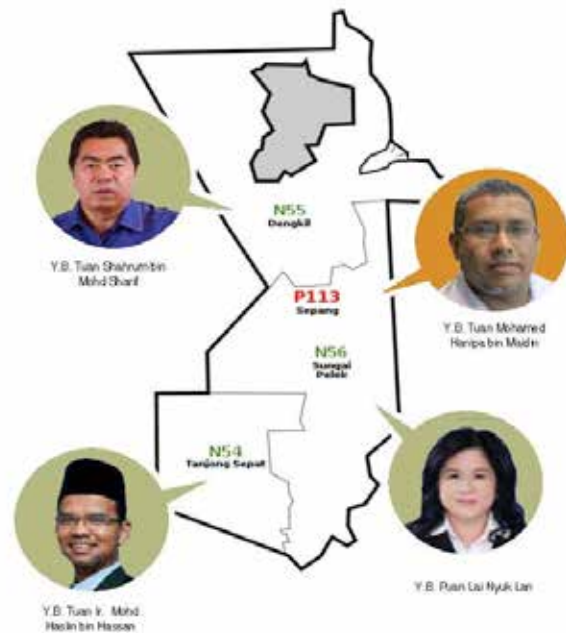 N55
Dengkil
Y.B. Tuan Shahrum bin
Mohd Sharif
P113
Sepang
Y.B. Tuan Mohamed
Hanipa bin Maidin
N56
Sungai
Pelek
N54
Tanjong Sepat
Y.B. Puan Lai Nyuk Lan
Y.B. Tuan Ir. Mohd
Haslin bin Hassan